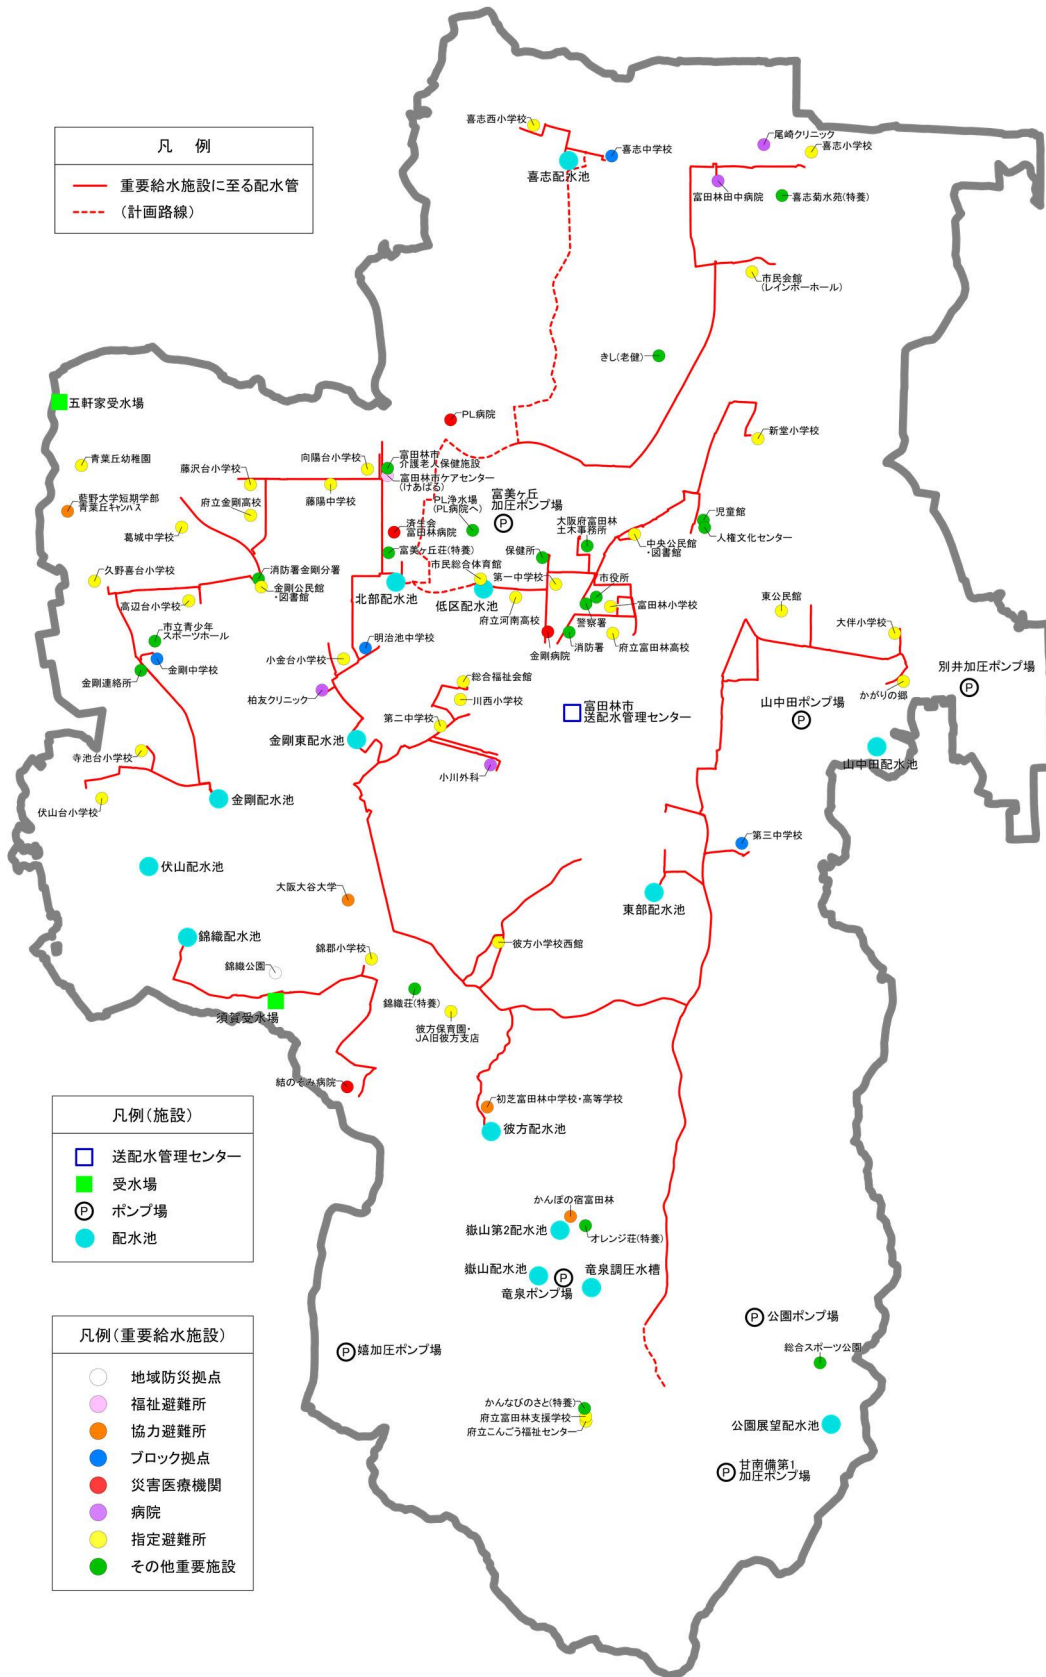 凡 例
重要給水施設に至る配水管
(計画路線)
喜志西小学校
喜志中学校
喜志配水池
尾崎クリニック
喜志小学校
富田林田中病院
喜志菊水苑(特養)
市民会館
(レインボーホール)
きし(老健)
五軒家受水場
PL病院
新堂小学校
青葉丘幼稚園
藤沢台小学校
向陽台小学校
富田林市
介護老人保健施設
富田林市ケアセンター
(けあぱる)
藍野大学短期学部
青葉丘キャンパス
府立金剛高校
藤陽中学校
PL浄水場
(PL病院へ)
富美ヶ丘
加圧ポンプ場
葛城中学校
済生会
富田林病院
大阪府富田林
土木事務所
児童館
人権文化センター
中央公民館
・図書館
富美ヶ丘荘(特養)
保健所
市民総合体育館
第一中学校
久野喜台小学校
消防署金剛分署
金剛公民館
・図書館
北部配水池
低区配水池
市役所
高辺台小学校
府立河南高校
富田林小学校
東公民館
警察署
市立青少年
スポーツホール
明治池中学校
金剛病院
消防署
府立富田林高校
大伴小学校
金剛中学校
小金台小学校
金剛連絡所
総合福祉会館
かがりの郷
別井加圧ポンプ場
柏友クリニック
川西小学校
富田林市
送配水管理センター
山中田ポンプ場
第二中学校
金剛東配水池
山中田配水池
寺池台小学校
小川外科
金剛配水池
伏山台小学校
第三中学校
伏山配水池
大阪大谷大学
東部配水池
錦織配水池
錦郡小学校
彼方小学校西館
錦織公園
錦織荘(特養)
須賀受水場
彼方保育園・
JA旧彼方支店
結のぞみ病院
初芝富田林中学校・高等学校
彼方配水池
凡例(施設)
送配水管理センター
受水場
ポンプ場
配水池
P
P
P
P
P
P
P
かんぽの宿富田林
嶽山第2配水池
オレンジ荘(特養)
嶽山配水池
竜泉調圧水槽
竜泉ポンプ場
公園ポンプ場
嬉加圧ポンプ場
総合スポーツ公園
かんなびのさと(特養)
府立富田林支援学校
府立こんごう福祉センター
公園展望配水池
甘南備第1
加圧ポンプ場
P
凡例(重要給水施設)
地域防災拠点
福祉避難所
協力避難所
ブロック拠点
災害医療機関
病院
指定避難所
その他重要施設